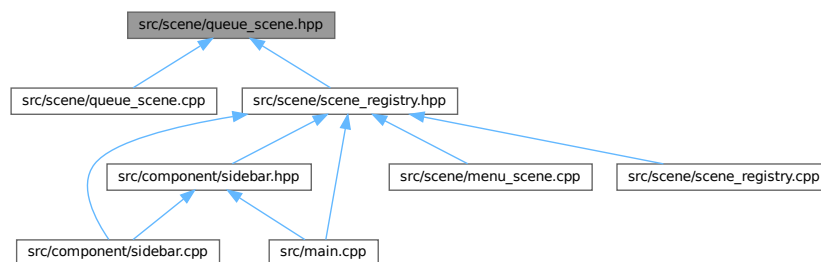 src/scene/queue_scene.hpp
src/scene/queue_scene.cpp
src/scene/scene_registry.hpp
src/component/sidebar.hpp
src/scene/menu_scene.cpp
src/scene/scene_registry.cpp
src/component/sidebar.cpp
src/main.cpp